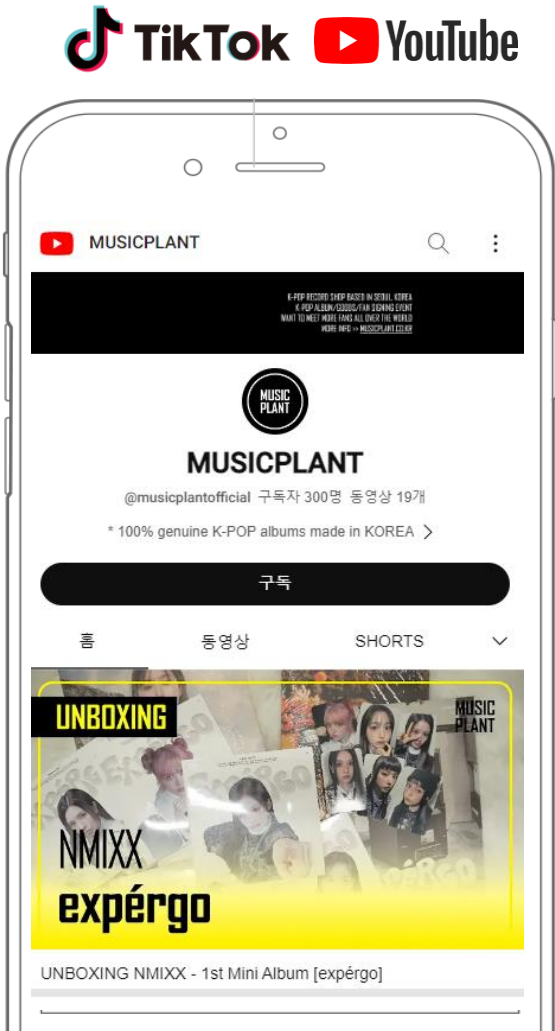 TikTok YouTube
MUSICPLANT
K-POP RECORD SHOP BASED IN SEOUL KOREA
K-POP ALBUM/GOODS/FAN SIGNING EVENT
WANT TO MEET MORE FANS ALL OVER THE WORLD
MORE INFO >> MUSICPLANT.CO.KR
MUSIC
PLANT
MUSICPLANT
@musicplantofficial 구독자 300명 동영상 19개
* 100% genuine K-POP albums made in KOREA
구독
홈 동영상 SHORTS
UNBOXING
MUSIC
PLANT
NMIXX
expérgo
UNBOXING NMIXX - 1st Mini Album [expérgo]